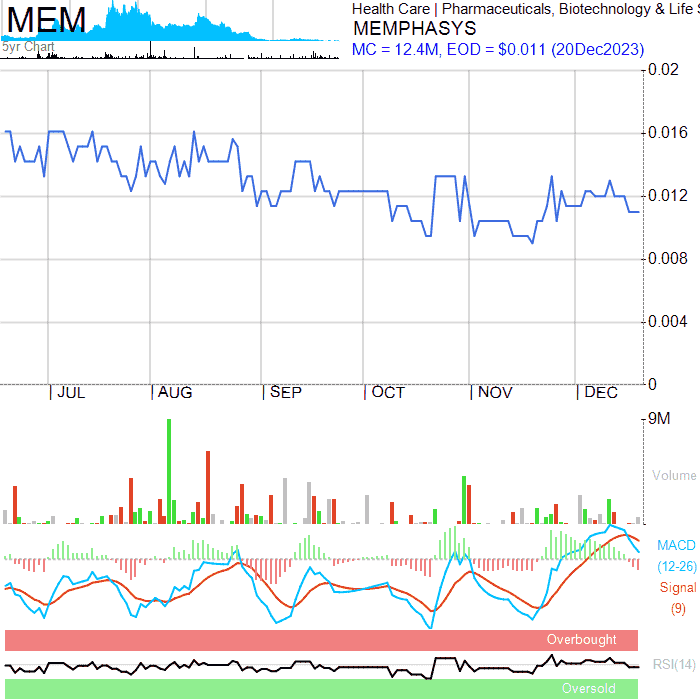 MEM
5yr Chart
Health Care | Pharmaceuticals, Biotechnology & Life S
MEMPHASYS
MC = 12.4M, EOD = $0.011 (20Dec2023)
0.02
0.016
0.012
0.008
0.004
0
JUL AUG SEP OCT NOV DEC
9M
Volume
MACD
(12-26)
Signal
(9)
Overbought
RSI(14)
Oversold